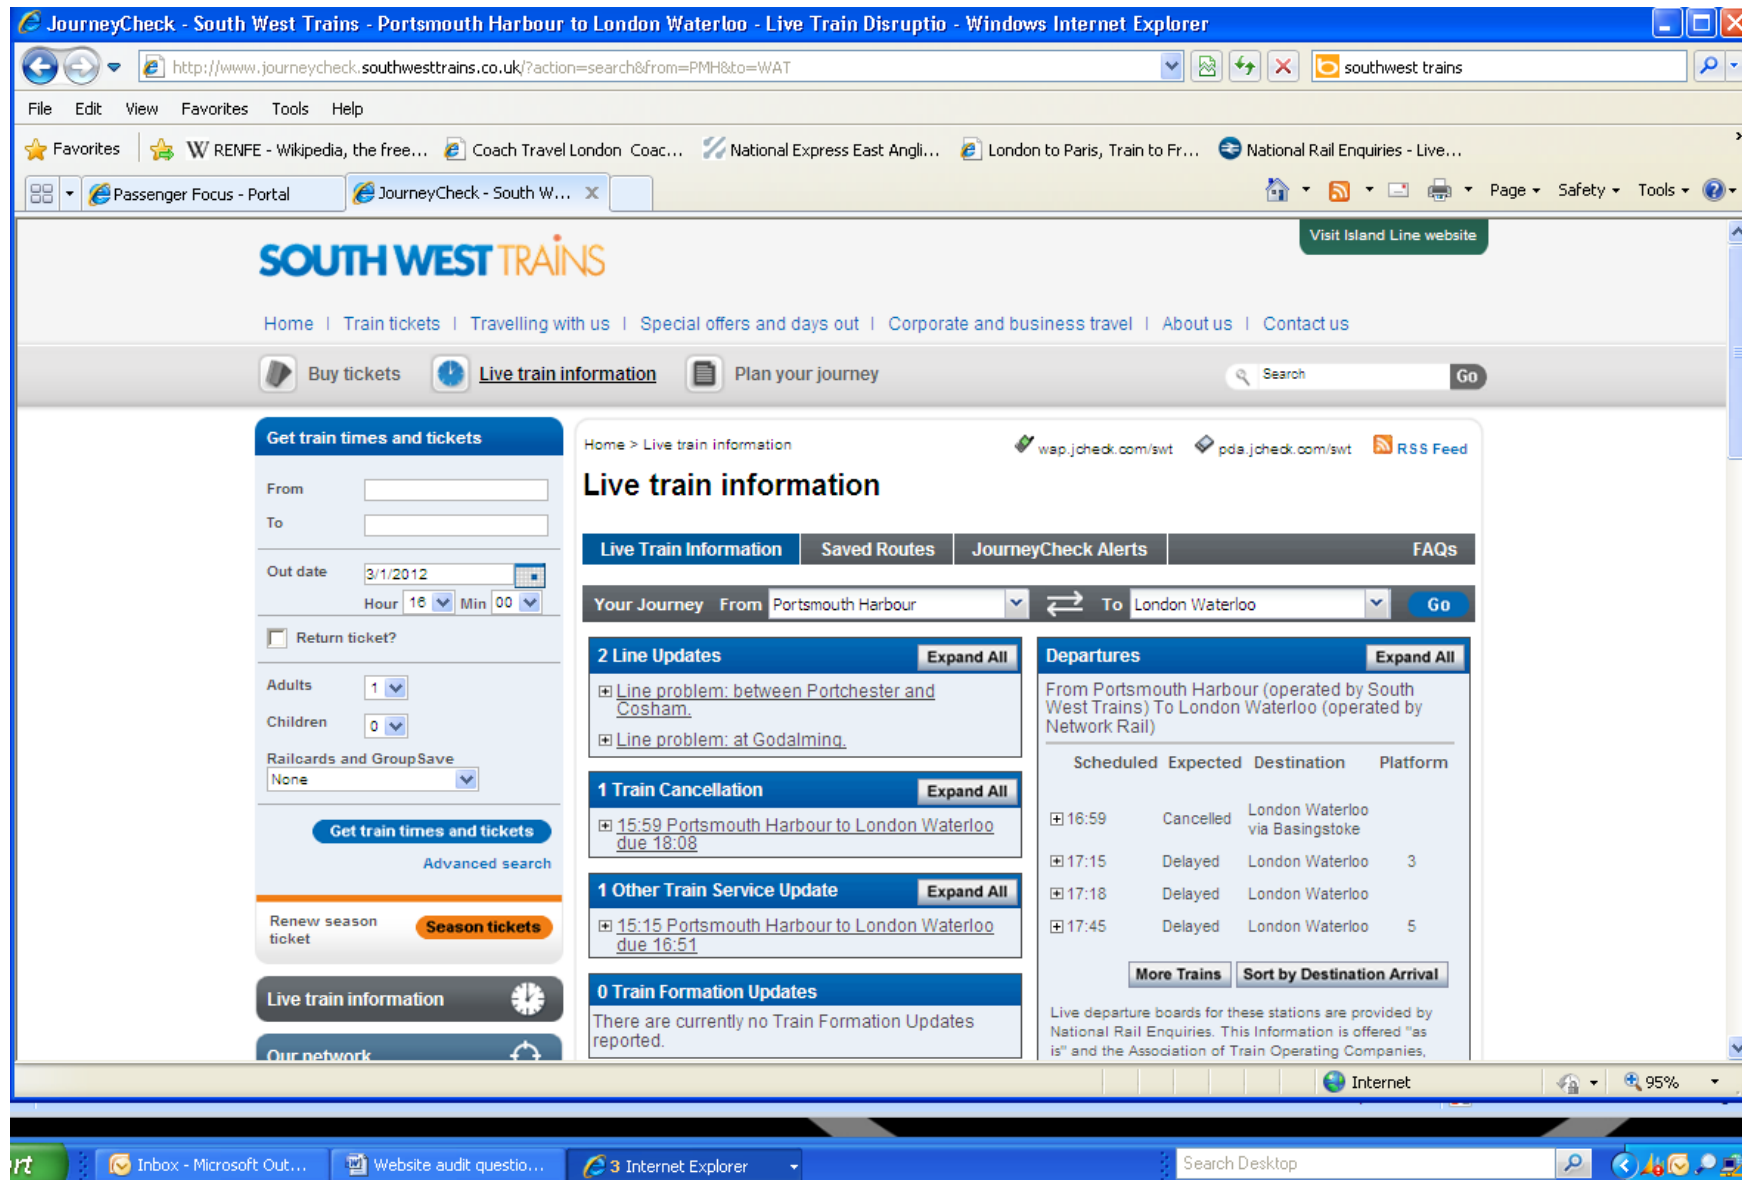 JourneyCheck - South West Trains - Portsmouth Harbour to London Waterloo - Live Train Disruptio - Windows Internet Explorer
http://www.journeycheck.southwesttrains.co.uk/?action=search&from=PMH&to=WAT
southwest trains
File Edit View Favorites Tools Help
Favorites
W RENFE - Wikipedia, the free...
Coach Travel London Coac...
National Express East Angli...
London to Paris, Train to Fr...
National Rail Enquiries - Live...
Passenger Focus - Portal
JourneyCheck - South W...
Page Safety Tools
SOUTH WEST TRAINS
Visit Island Line website
Home | Train tickets | Travelling with us | Special offers and days out | Corporate and business travel | About us | Contact us
Buy tickets
Live train information
Plan your journey
Search
Go
Get train times and tickets
From
To
Out date 3/1/2012
Hour 16 Min 00
Return ticket?
Adults 1
Children 0
Railcards and GroupSave
None
Get train times and tickets
Advanced search
Renew season
ticket
Season tickets
Live train information
Our network
Home > Live train information
wap.jcheck.com/swt
pda.jcheck.com/swt
RSS Feed
Live train information
Live Train Information
Saved Routes
JourneyCheck Alerts
FAQs
Your Journey From Portsmouth Harbour To London Waterloo Go
2 Line Updates
Expand All
Line problem: between Portchester and
Cosham.
Line problem: at Godalming.
1 Train Cancellation
Expand All
15:59 Portsmouth Harbour to London Waterloo
due 18:08
1 Other Train Service Update
Expand All
15:15 Portsmouth Harbour to London Waterloo
due 16:51
0 Train Formation Updates
There are currently no Train Formation Updates
reported.
Departures
Expand All
From Portsmouth Harbour (operated by South
West Trains) To London Waterloo (operated by
Network Rail)
Scheduled Expected Destination Platform
16:59 Cancelled London Waterloo
via Basingstoke
17:15 Delayed London Waterloo 3
17:18 Delayed London Waterloo
17:45 Delayed London Waterloo 5
More Trains
Sort by Destination Arrival
Live departure boards for these stations are provided by
National Rail Enquiries. This Information is offered "as
is" and the Association of Train Operating Companies,
Internet
95%
rt
Inbox - Microsoft Out...
Website audit questio...
3 Internet Explorer
Search Desktop